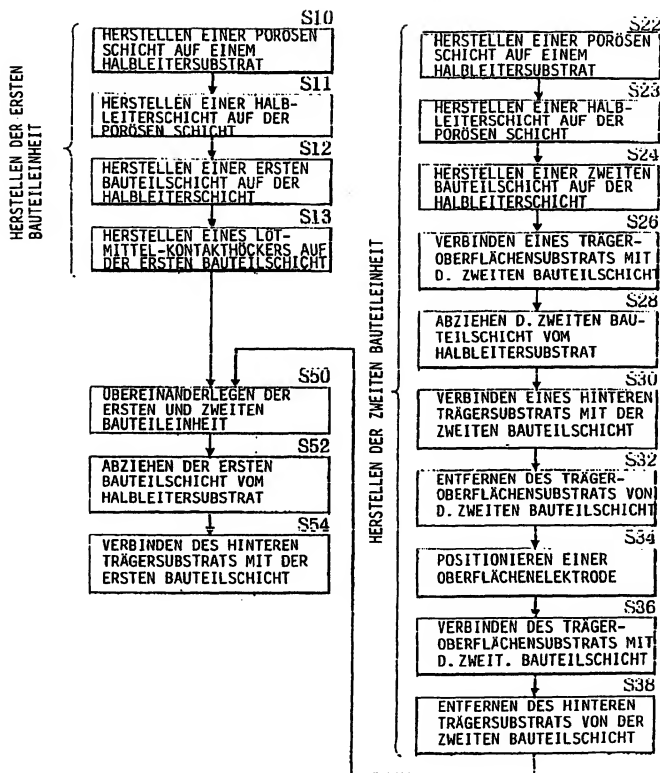 HERSTELLEN DER ERSTEN
BAUTEILEINHEIT
S10
HERSTELLEN EINER PORÖSEN
SCHICHT AUF EINEM
HALBLEITERSUBSTRAT
S11
HERSTELLEN EINER HALB-
LEITERSCHICHT AUF DER
PORÖSEN SCHICHT
S12
HERSTELLEN EINER ERSTEN
BAUTEILSCHICHT AUF DER
HALBLEITERSCHICHT
S13
HERSTELLEN EINES LÖT-
MITTEL-KONTAKTHÖCKERS AUF
DER ERSTEN BAUTEILSCHICHT
S50
ÜBEREINANDERLEGEN DER
ERSTEN UND ZWEITEN
BAUTEILEINHEIT
S52
ABZIEHEN DER ERSTEN
BAUTEILSCHICHT VOM
HALBLEITERSUBSTRAT
S54
VERBINDEN DES HINTEREN
TRÄGERSUBSTRATS MIT DER
ERSTEN BAUTEILSCHICHT
HERSTELLEN DER ZWEITEN BAUTEILEINHEIT
S22
HERSTELLEN EINER PORÖSEN
SCHICHT AUF EINEM
HALBLEITERSUBSTRAT
S23
HERSTELLEN EINER HALB-
LEITERSCHICHT AUF DER
PORÖSEN SCHICHT
S24
HERSTELLEN EINER ZWEITEN
BAUTEILSCHICHT AUF DER
HALBLEITERSCHICHT
S26
VERBINDEN EINES TRÄGER-
OBERFLÄCHENSUBSTRATS MIT
D. ZWEITEN BAUTEILSCHICHT
S28
ABZIEHEN D. ZWEITEN BAU-
TEILSCHICHT VOM
HALBLEITERSUBSTRAT
S30
VERBINDEN EINES HINTEREN
TRÄGERSUBSTRATS MIT DER
ZWEITEN BAUTEILSCHICHT
S32
ENTFERNEN DES TRÄGER-
OBERFLÄCHENSUBSTRATS VON
D. ZWEITEN BAUTEILSCHICHT
S34
POSITIONIEREN EINER
OBERFLÄCHENELEKTRODE
S36
VERBINDEN DES TRÄGER-
OBERFLÄCHENSUBSTRATS MIT
D. ZWEIT. BAUTEILSCHICHT
S38
ENTFERNEN DES HINTEREN
TRÄGERSUBSTRATS VON DER
ZWEITEN BAUTEILSCHICHT